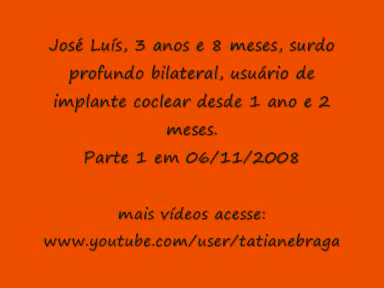 José Luís, 3 anos e 8 meses, surdo
profundo bilateral, usuário de
implante coclear desde 1 ano e 2
meses.
Parte 1 em 06/11/2008
mais vídeos acesse:
www.youtube.com/user/tatianebraga